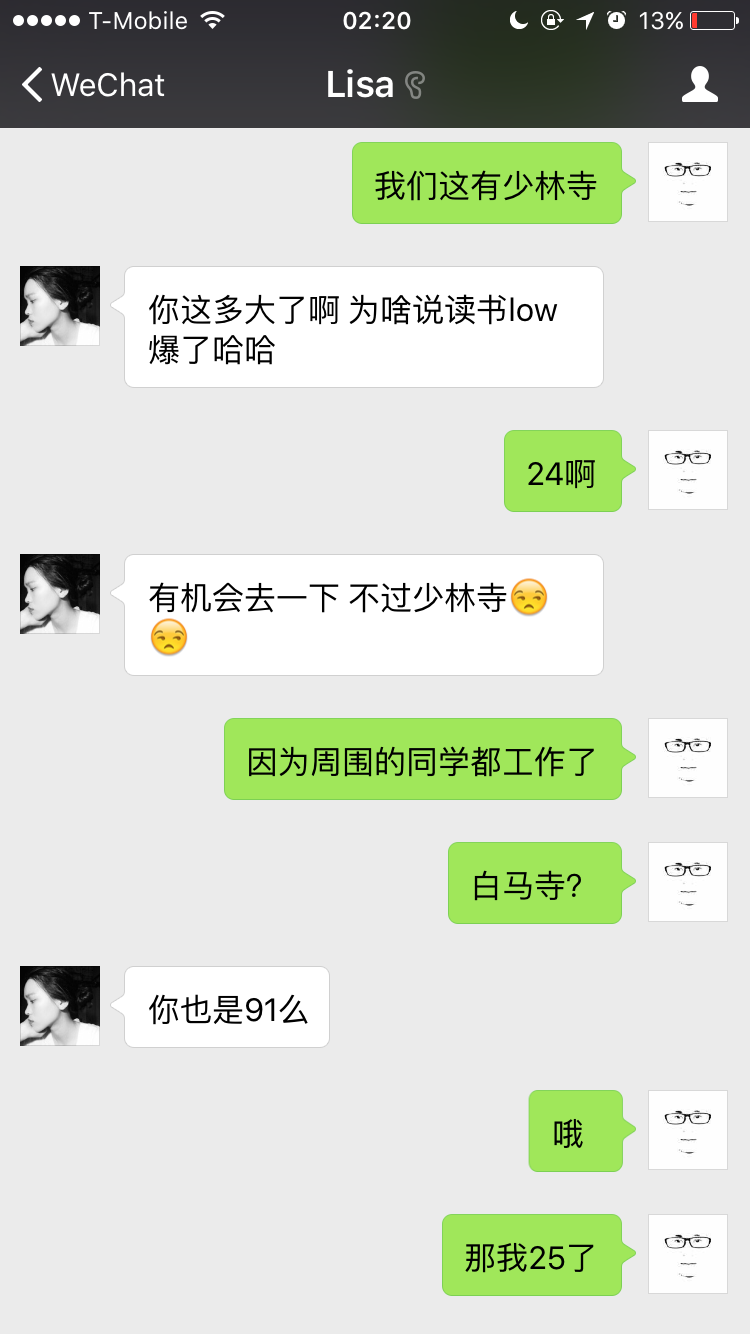 T-Mobile 02:20 13%
WeChat Lisa
我们这有少林寺
你这多大了啊 为啥说读书low
爆了哈哈
24啊
有机会去一下 不过少林寺😒
😒
因为周围的同学都工作了
白马寺?
你也是91么
哦
那我25了